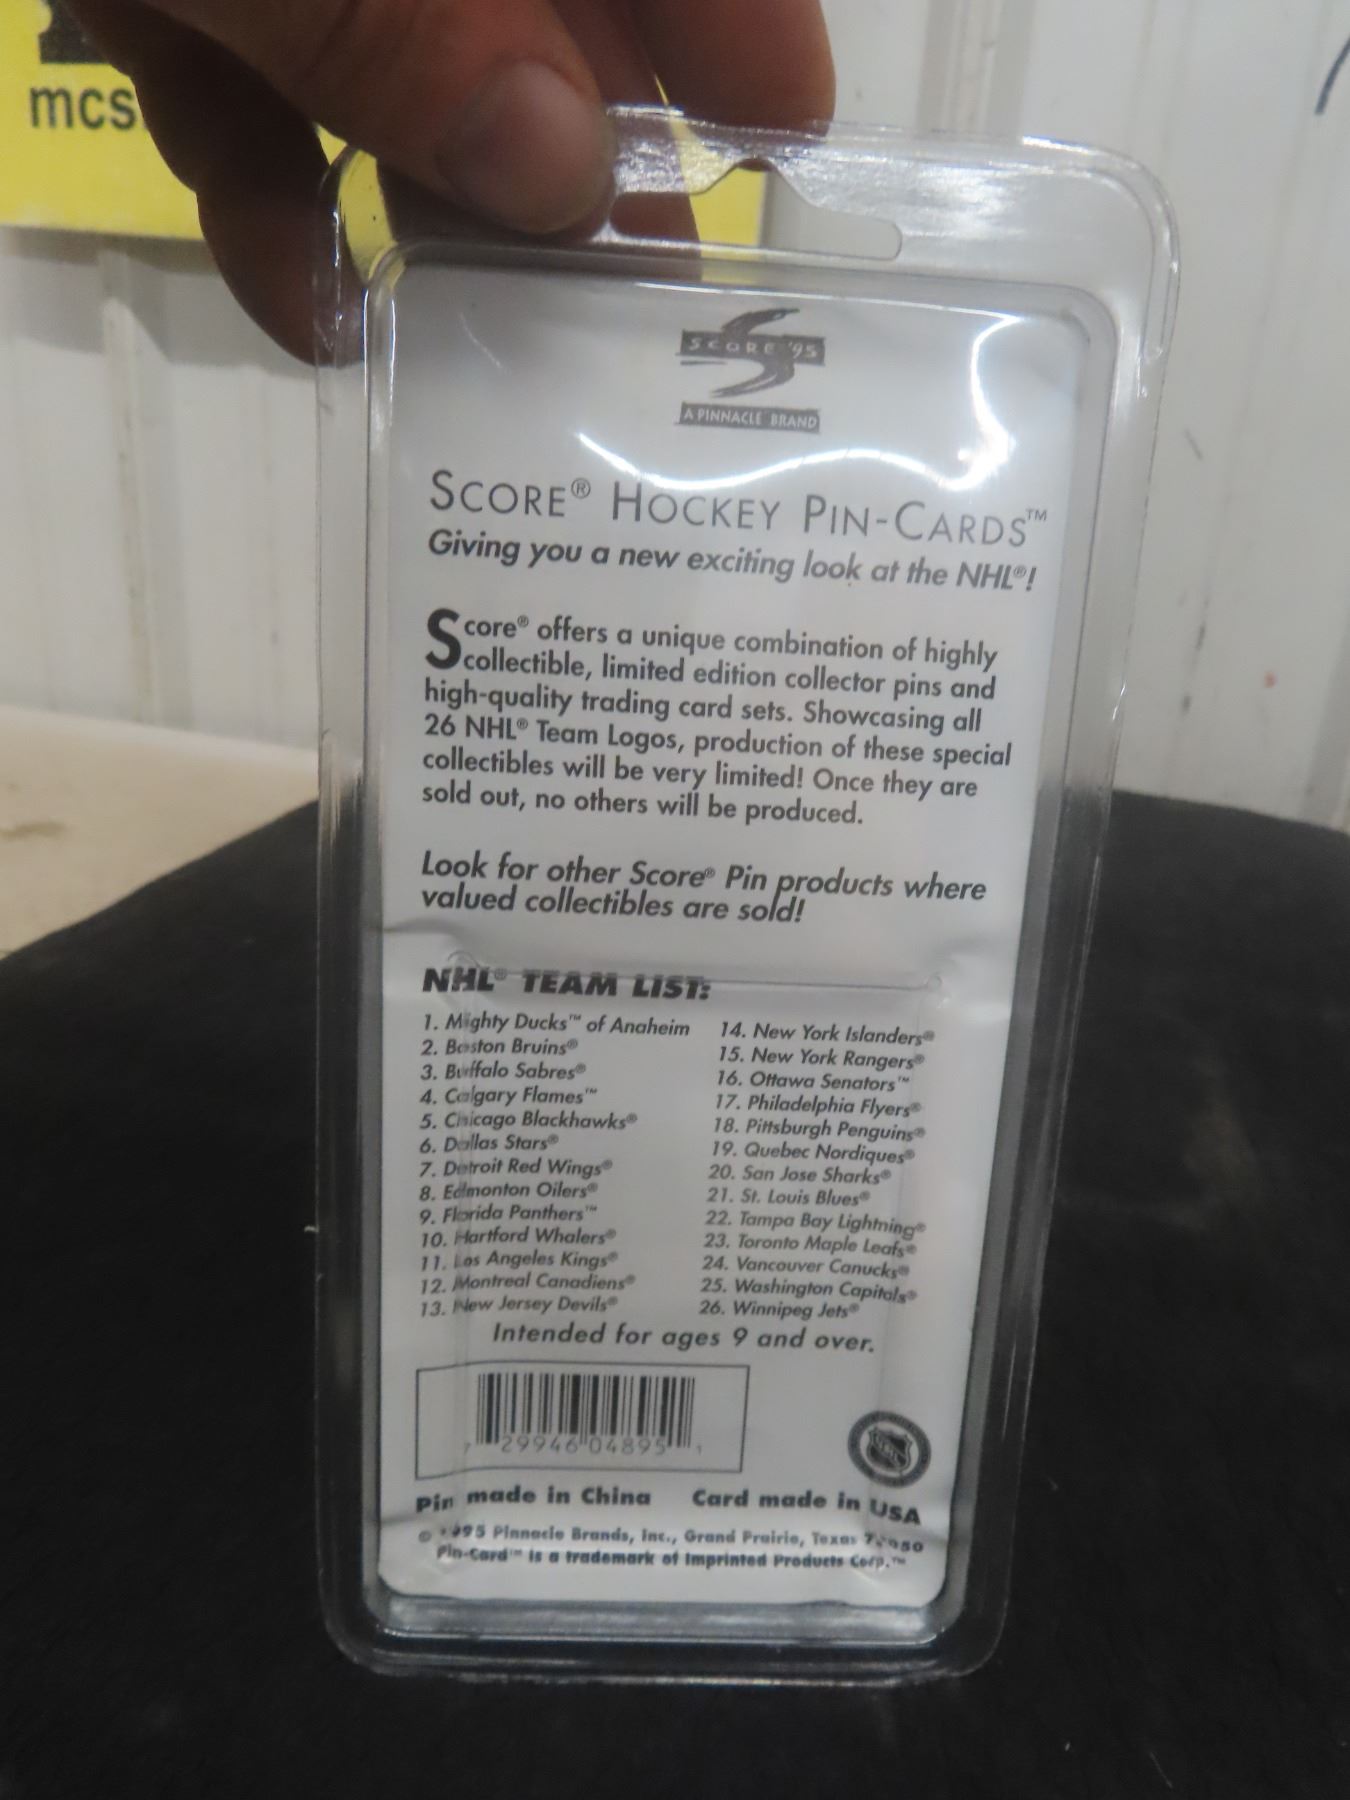 mcs
SCORE '95
A PINNACLE BRAND
SCORE® HOCKEY PIN-CARDS™
Giving you a new exciting look at the NHL®!
Score® offers a unique combination of highly
collectible, limited edition collector pins and
high-quality trading card sets. Showcasing all
26 NHL® Team Logos, production of these special
collectibles will be very limited! Once they are
sold out, no others will be produced.
Look for other Score® Pin products where
valued collectibles are sold!
NHL® TEAM LIST:
1. Mighty Ducks™ of Anaheim
2. Boston Bruins®
3. Buffalo Sabres®
4. Calgary Flames™
5. Chicago Blackhawks®
6. Dallas Stars®
7. Detroit Red Wings®
8. Edmonton Oilers®
9. Florida Panthers™
10. Hartford Whalers®
11. Los Angeles Kings®
12. Montreal Canadiens®
13. New Jersey Devils®
14. New York Islanders®
15. New York Rangers®
16. Ottawa Senators™
17. Philadelphia Flyers®
18. Pittsburgh Penguins®
19. Quebec Nordiques®
20. San Jose Sharks®
21. St. Louis Blues®
22. Tampa Bay Lightning®
23. Toronto Maple Leafs®
24. Vancouver Canucks®
25. Washington Capitals®
26. Winnipeg Jets®
Intended for ages 9 and over.
7 29946 04895 1
Pin made in China Card made in USA
© 1995 Pinnacle Brands, Inc., Grand Prairie, Texas
Pin-Card™ is a trademark of Imprinted Products Corp.™